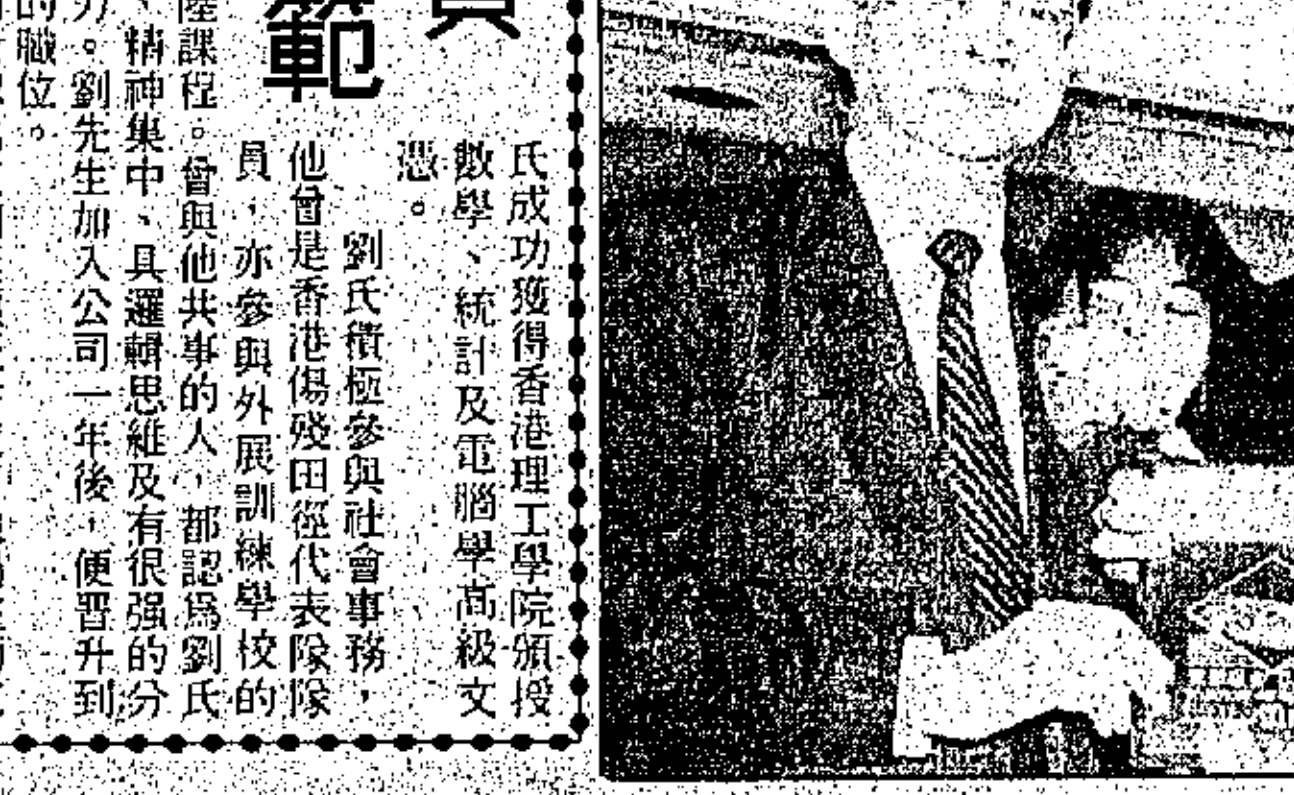 範
氏成功獲得香港理工學院頒授
數學、統計及電腦學高級文
憑。
劉氏積極參與社會事務，
他曾是香港傷殘田徑代表隊隊
員，亦參與外展訓練學校的
課程。曾與他共事的人，都認爲劉氏
、精神集中、具邏輯思維及有很强的分
。劉先生加入公司一年後，便晋升到
的職位。